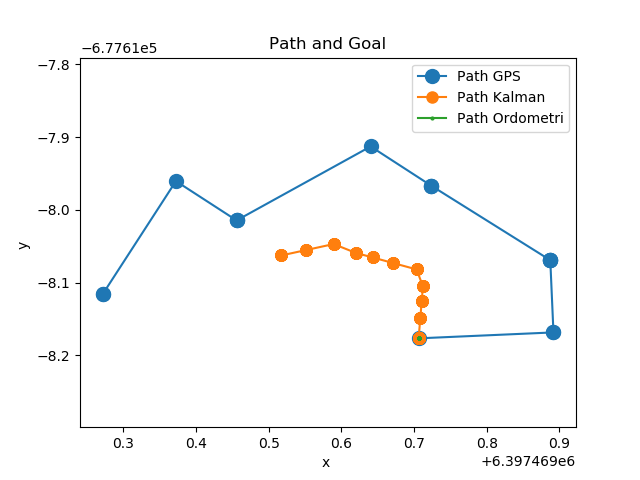 Path and Goal
−6.7761e5
Path GPS
Path Kalman
Path Ordometri
−7.8
−7.9
−8.0
−8.1
−8.2
y
0.3 0.4 0.5 0.6 0.7 0.8 0.9
x
+6.397469e6